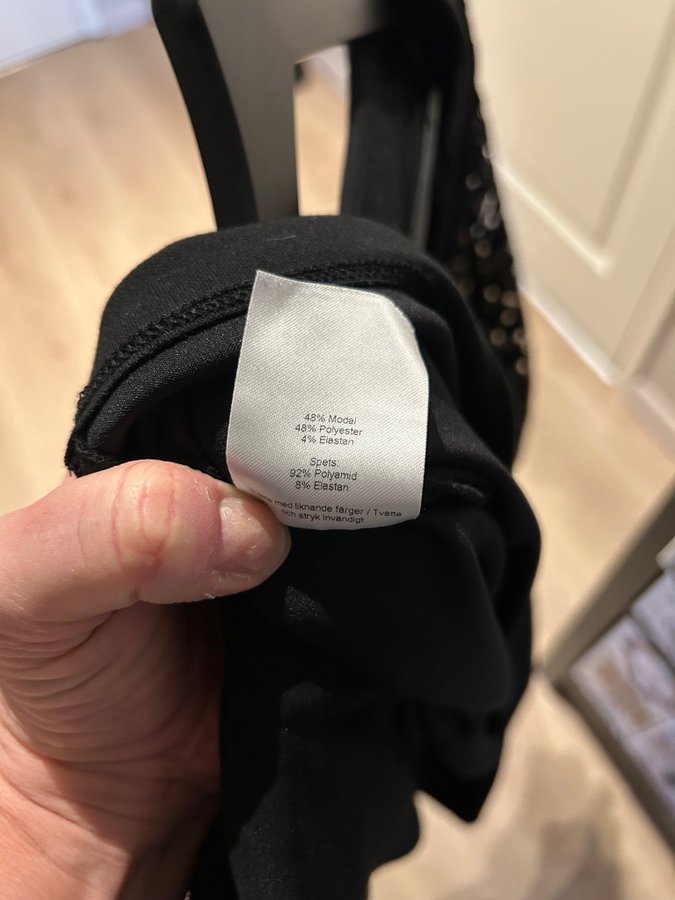 48% Modal
48% Polyester
4% Elastan
Spets:
92% Polyamid
8% Elastan
med liknande färger / Tvätta
och stryk invändigt